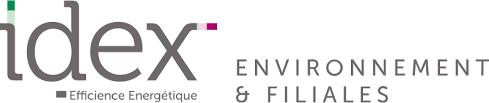 idex
Efficience Energétique
ENVIRONNEMENT
& FILIALES